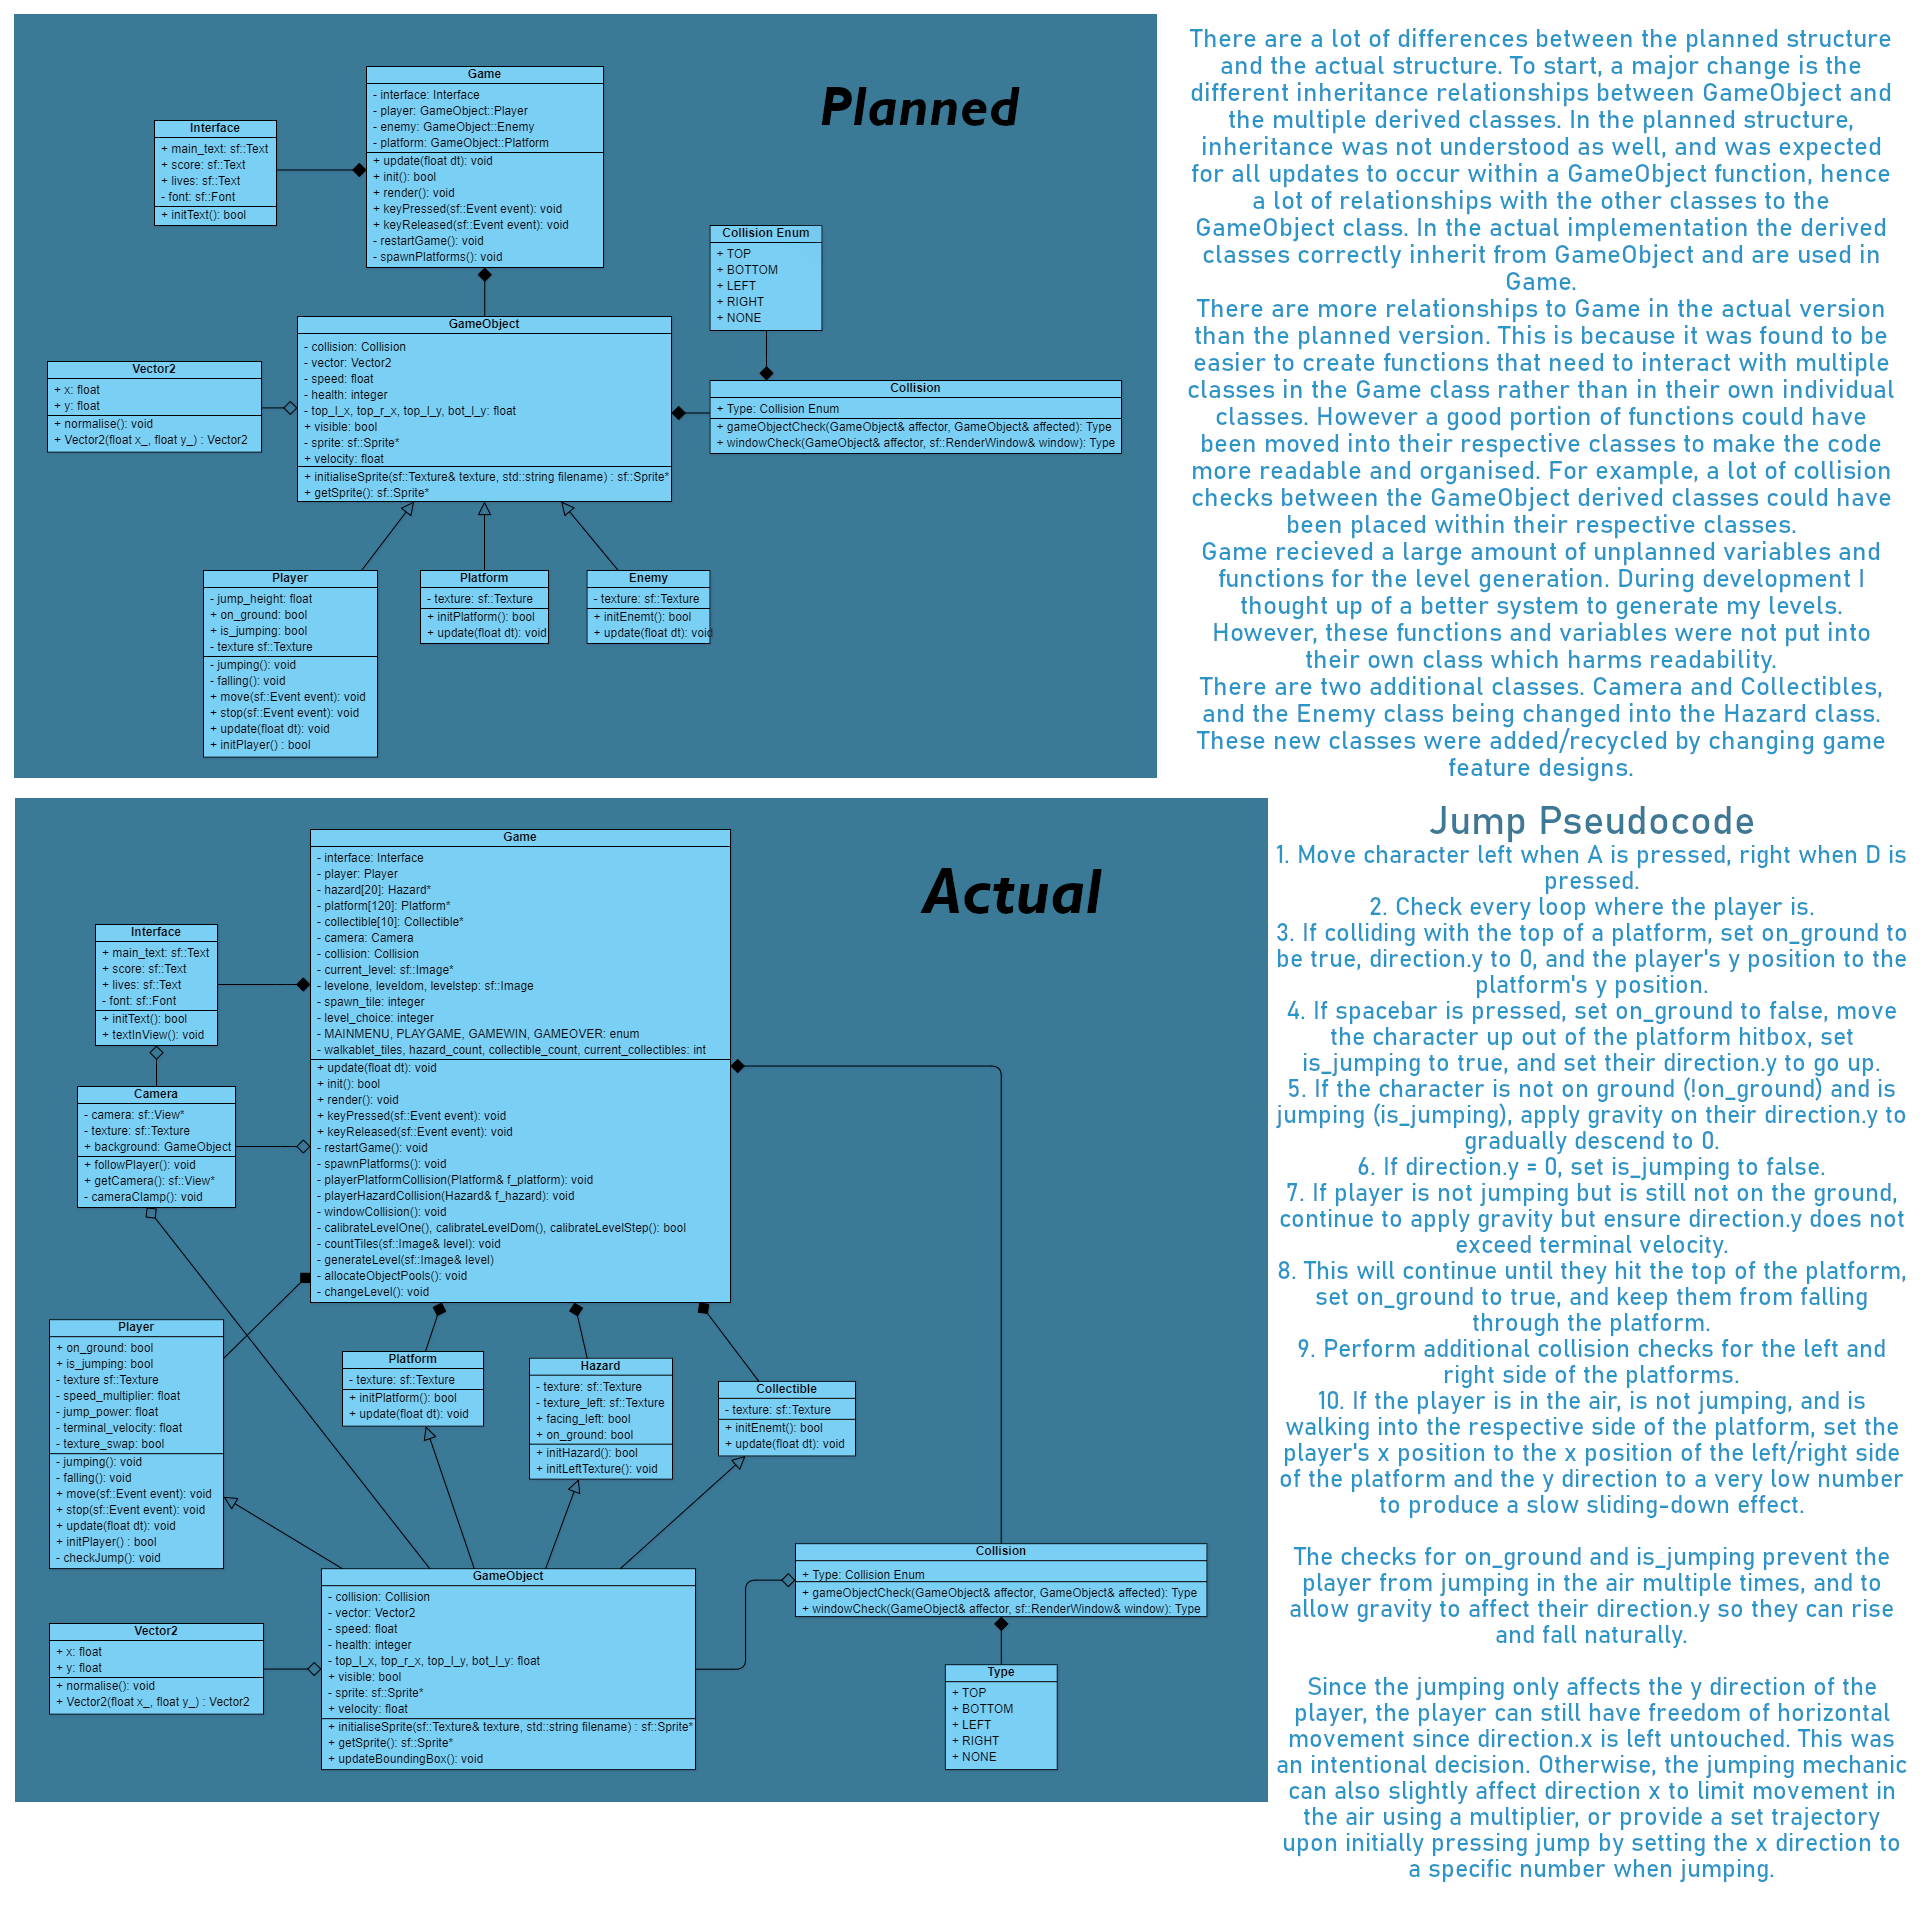 Planned
Game
- interface: Interface
- player: GameObject::Player
- enemy: GameObject::Enemy
- platform: GameObject::Platform
+ update(float dt): void
+ init(): bool
+ render(): void
+ keyPressed(sf::Event event): void
+ keyReleased(sf::Event event): void
- restartGame(): void
- spawnPlatforms(): void
Interface
+ main_text: sf::Text
+ score: sf::Text
+ lives: sf::Text
- font: sf::Font
+ initText(): bool
Collision Enum
+ TOP
+ BOTTOM
+ LEFT
+ RIGHT
+ NONE
GameObject
- collision: Collision
- vector: Vector2
- speed: float
- health: integer
- top_l_x, top_r_x, top_l_y, bot_l_y: float
+ visible: bool
- sprite: sf::Sprite*
+ velocity: float
+ initialiseSprite(sf::Texture& texture, std::string filename) : sf::Sprite*
+ getSprite(): sf::Sprite*
Vector2
+ x: float
+ y: float
+ normalise(): void
+ Vector2(float x_, float y_) : Vector2
Collision
+ Type: Collision Enum
+ gameObjectCheck(GameObject& affector, GameObject& affected): Type
+ windowCheck(GameObject& affector, sf::RenderWindow& window): Type
Player
- jump_height: float
+ on_ground: bool
+ is_jumping: bool
- texture sf::Texture
- jumping(): void
- falling(): void
+ move(sf::Event event): void
+ stop(sf::Event event): void
+ update(float dt): void
+ initPlayer() : bool
Platform
- texture: sf::Texture
+ initPlatform(): bool
+ update(float dt): void
Enemy
- texture: sf::Texture
+ initEnemt(): bool
+ update(float dt): void
There are a lot of differences between the planned structure
and the actual structure. To start, a major change is the
different inheritance relationships between GameObject and
the multiple derived classes. In the planned structure,
inheritance was not understood as well, and was expected
for all updates to occur within a GameObject function, hence
a lot of relationships with the other classes to the
GameObject class. In the actual implementation the derived
classes correctly inherit from GameObject and are used in
Game.
There are more relationships to Game in the actual version
than the planned version. This is because it was found to be
easier to create functions that need to interact with multiple
classes in the Game class rather than in their own individual
classes. However a good portion of functions could have
been moved into their respective classes to make the code
more readable and organised. For example, a lot of collision
checks between the GameObject derived classes could have
been placed within their respective classes.
Game recieved a large amount of unplanned variables and
functions for the level generation. During development I
thought up of a better system to generate my levels.
However, these functions and variables were not put into
their own class which harms readability.
There are two additional classes. Camera and Collectibles,
and the Enemy class being changed into the Hazard class.
These new classes were added/recycled by changing game
feature designs.
Actual
Game
- interface: Interface
- player: Player
- hazard[20]: Hazard*
- platform[120]: Platform*
- collectible[10]: Collectible*
- camera: Camera
- collision: Collision
- current_level: sf::Image*
- levelone, leveldom, levelstep: sf::Image
- spawn_tile: integer
- level_choice: integer
- MAINMENU, PLAYGAME, GAMEWIN, GAMEOVER: enum
- walkablet_tiles, hazard_count, collectible_count, current_collectibles: int
+ update(float dt): void
+ init(): bool
+ render(): void
+ keyPressed(sf::Event event): void
+ keyReleased(sf::Event event): void
- restartGame(): void
- spawnPlatforms(): void
- playerPlatformCollision(Platform& f_platform): void
- playerHazardCollision(Hazard& f_hazard): void
- windowCollision(): void
- calibrateLevelOne(), calibrateLevelDom(), calibrateLevelStep(): bool
- countTiles(sf::Image& level): void
- generateLevel(sf::Image& level)
- allocateObjectPools(): void
- changeLevel(): void
Interface
+ main_text: sf::Text
+ score: sf::Text
+ lives: sf::Text
- font: sf::Font
+ initText(): bool
+ textInView(): void
Camera
- camera: sf::View*
- texture: sf::Texture
+ background: GameObject
+ followPlayer(): void
+ getCamera(): sf::View*
- cameraClamp(): void
Player
+ on_ground: bool
+ is_jumping: bool
- texture sf::Texture
- speed_multiplier: float
- jump_power: float
- terminal_velocity: float
- texture_swap: bool
- jumping(): void
- falling(): void
+ move(sf::Event event): void
+ stop(sf::Event event): void
+ update(float dt): void
+ initPlayer() : bool
- checkJump(): void
Platform
- texture: sf::Texture
+ initPlatform(): bool
+ update(float dt): void
Hazard
- texture: sf::Texture
- texture_left: sf::Texture
+ facing_left: bool
+ on_ground: bool
+ initHazard(): bool
+ initLeftTexture(): void
Collectible
- texture: sf::Texture
+ initEnemt(): bool
+ update(float dt): void
Collision
+ Type: Collision Enum
+ gameObjectCheck(GameObject& affector, GameObject& affected): Type
+ windowCheck(GameObject& affector, sf::RenderWindow& window): Type
GameObject
- collision: Collision
- vector: Vector2
- speed: float
- health: integer
- top_l_x, top_r_x, top_l_y, bot_l_y: float
+ visible: bool
- sprite: sf::Sprite*
+ velocity: float
+ initialiseSprite(sf::Texture& texture, std::string filename) : sf::Sprite*
+ getSprite(): sf::Sprite*
+ updateBoundingBox(): void
Vector2
+ x: float
+ y: float
+ normalise(): void
+ Vector2(float x_, float y_) : Vector2
Type
+ TOP
+ BOTTOM
+ LEFT
+ RIGHT
+ NONE
Jump Pseudocode
1. Move character left when A is pressed, right when D is
pressed.
2. Check every loop where the player is.
3. If colliding with the top of a platform, set on_ground to
be true, direction.y to 0, and the player's y position to the
platform's y position.
4. If spacebar is pressed, set on_ground to false, move
the character up out of the platform hitbox, set
is_jumping to true, and set their direction.y to go up.
5. If the character is not on ground (!on_ground) and is
jumping (is_jumping), apply gravity on their direction.y to
gradually descend to 0.
6. If direction.y = 0, set is_jumping to false.
7. If player is not jumping but is still not on the ground,
continue to apply gravity but ensure direction.y does not
exceed terminal velocity.
8. This will continue until they hit the top of the platform,
set on_ground to true, and keep them from falling
through the platform.
9. Perform additional collision checks for the left and
right side of the platforms.
10. If the player is in the air, is not jumping, and is
walking into the respective side of the platform, set the
player's x position to the x position of the left/right side
of the platform and the y direction to a very low number
to produce a slow sliding-down effect.
The checks for on_ground and is_jumping prevent the
player from jumping in the air multiple times, and to
allow gravity to affect their direction.y so they can rise
and fall naturally.
Since the jumping only affects the y direction of the
player, the player can still have freedom of horizontal
movement since direction.x is left untouched. This was
an intentional decision. Otherwise, the jumping mechanic
can also slightly affect direction x to limit movement in
the air using a multiplier, or provide a set trajectory
upon initially pressing jump by setting the x direction to
a specific number when jumping.